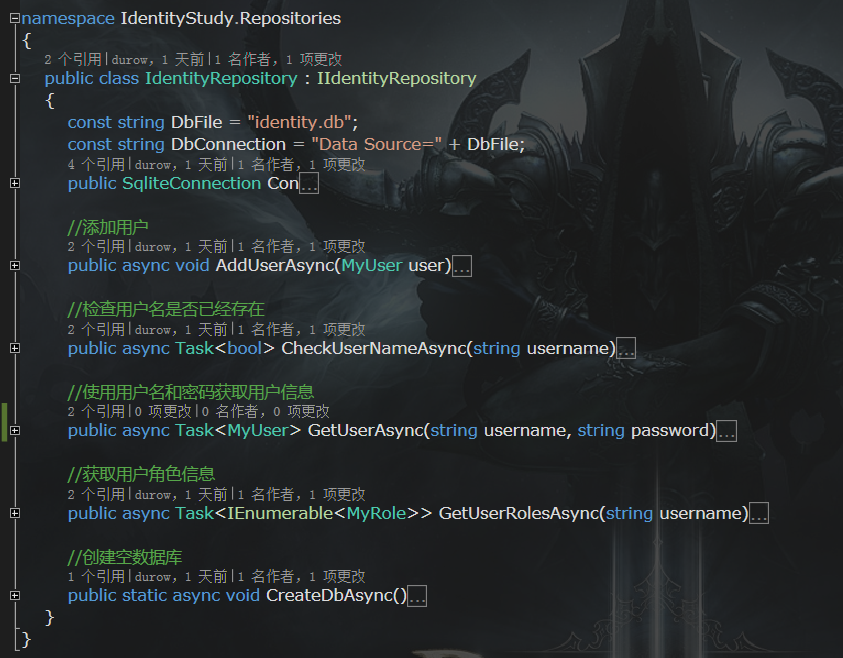 namespace IdentityStudy.Repositories
{
2 个引用|durow，1 天前|1 名作者，1 项更改
public class IdentityRepository : IIdentityRepository
{
const string DbFile = "identity.db";
const string DbConnection = "Data Source=" + DbFile;
4 个引用|durow，1 天前|1 名作者，1 项更改
public SqliteConnection Con...
//添加用户
2 个引用|durow，1 天前|1 名作者，1 项更改
public async void AddUserAsync(MyUser user)...
//检查用户名是否已经存在
2 个引用|durow，1 天前|1 名作者，1 项更改
public async Task<bool> CheckUserNameAsync(string username)...
//使用用户名和密码获取用户信息
2 个引用|0 项更改|0 名作者，0 项更改
public async Task<MyUser> GetUserAsync(string username, string password)...
//获取用户角色信息
2 个引用|durow，1 天前|1 名作者，1 项更改
public async Task<IEnumerable<MyRole>> GetUserRolesAsync(string username)...
//创建空数据库
1 个引用|durow，1 天前|1 名作者，1 项更改
public static async void CreateDbAsync()...
}
}